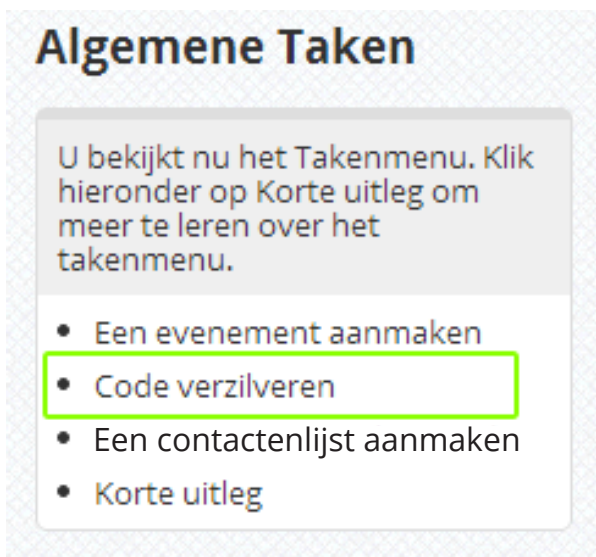 Algemene Taken
U bekijkt nu het Takenmenu. Klik
hieronder op Korte uitleg om
meer te leren over het
takenmenu.
• Een evenement aanmaken
• Code verzilveren
• Een contactenlijst aanmaken
• Korte uitleg